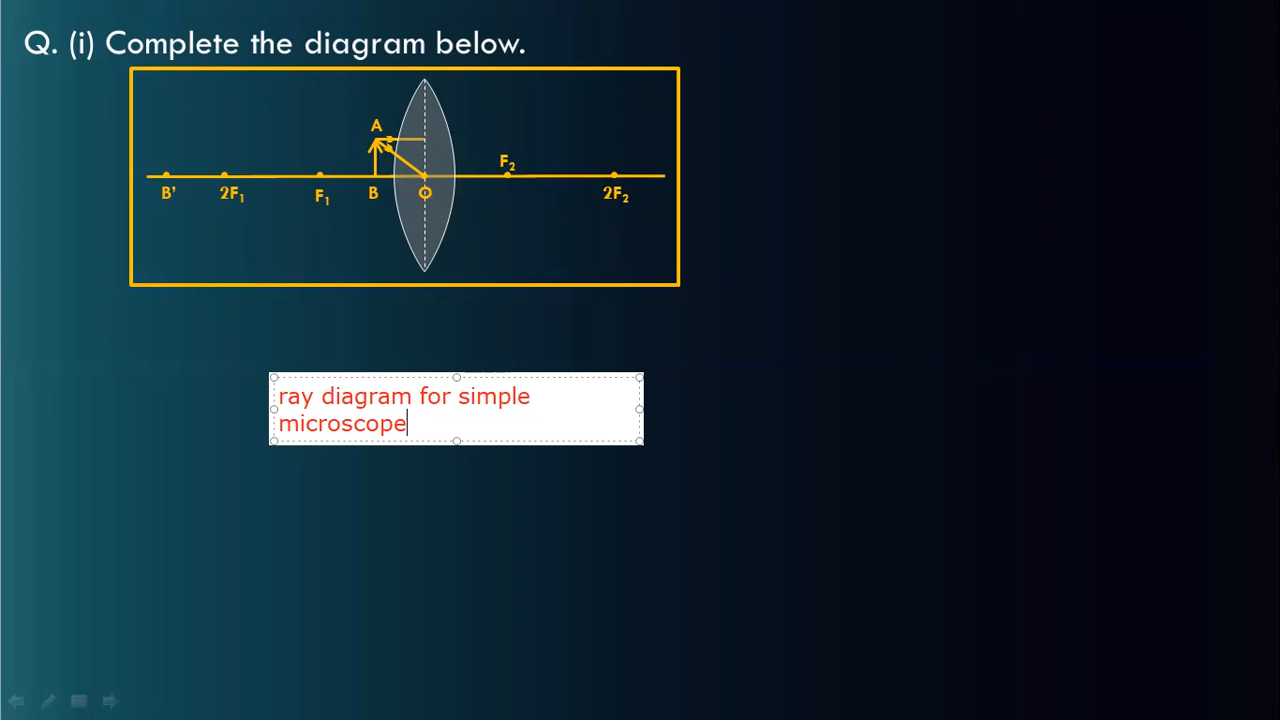 Q. (i) Complete the diagram below.
A
F₂
B’ 2F₁ F₁ B O 2F₂
ray diagram for simple
microscope